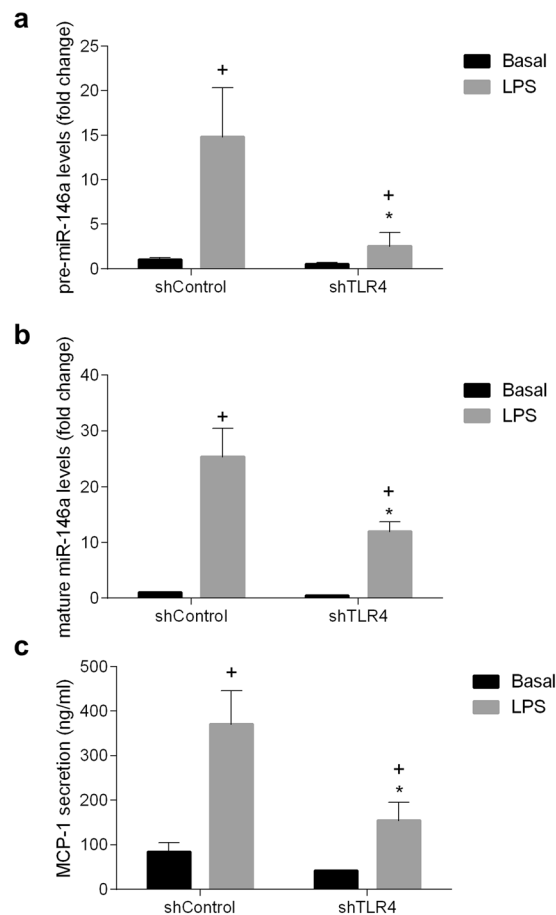 a
pre-miR-146a levels (fold change)
25
20
15
10
5
0
+
+
*
shControl
shTLR4
Basal
LPS
b
mature miR-146a levels (fold change)
40
30
20
10
0
+
+
*
shControl
shTLR4
Basal
LPS
c
MCP-1 secretion (ng/ml)
500
400
300
200
100
0
+
+
*
shControl
shTLR4
Basal
LPS